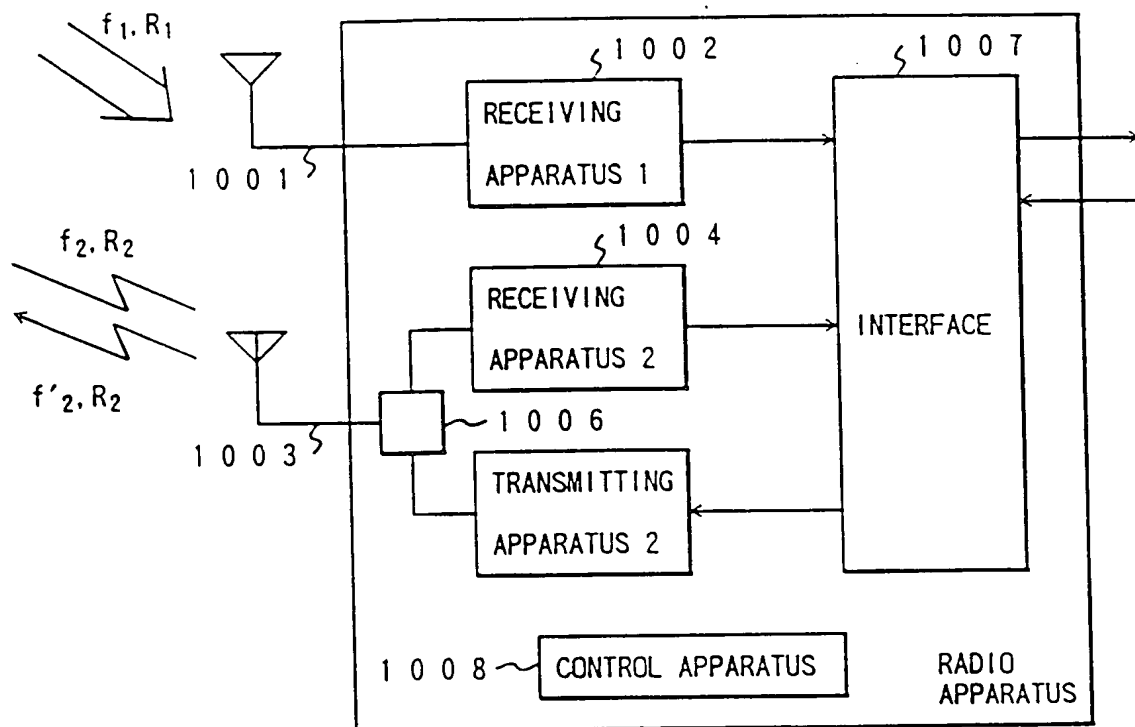 f1, R1
1002
1007
RECEIVING
APPARATUS 1
1001
1004
f2, R2
RECEIVING
APPARATUS 2
INTERFACE
f'2, R2
1006
1003
TRANSMITTING
APPARATUS 2
1008
CONTROL APPARATUS
RADIO
APPARATUS